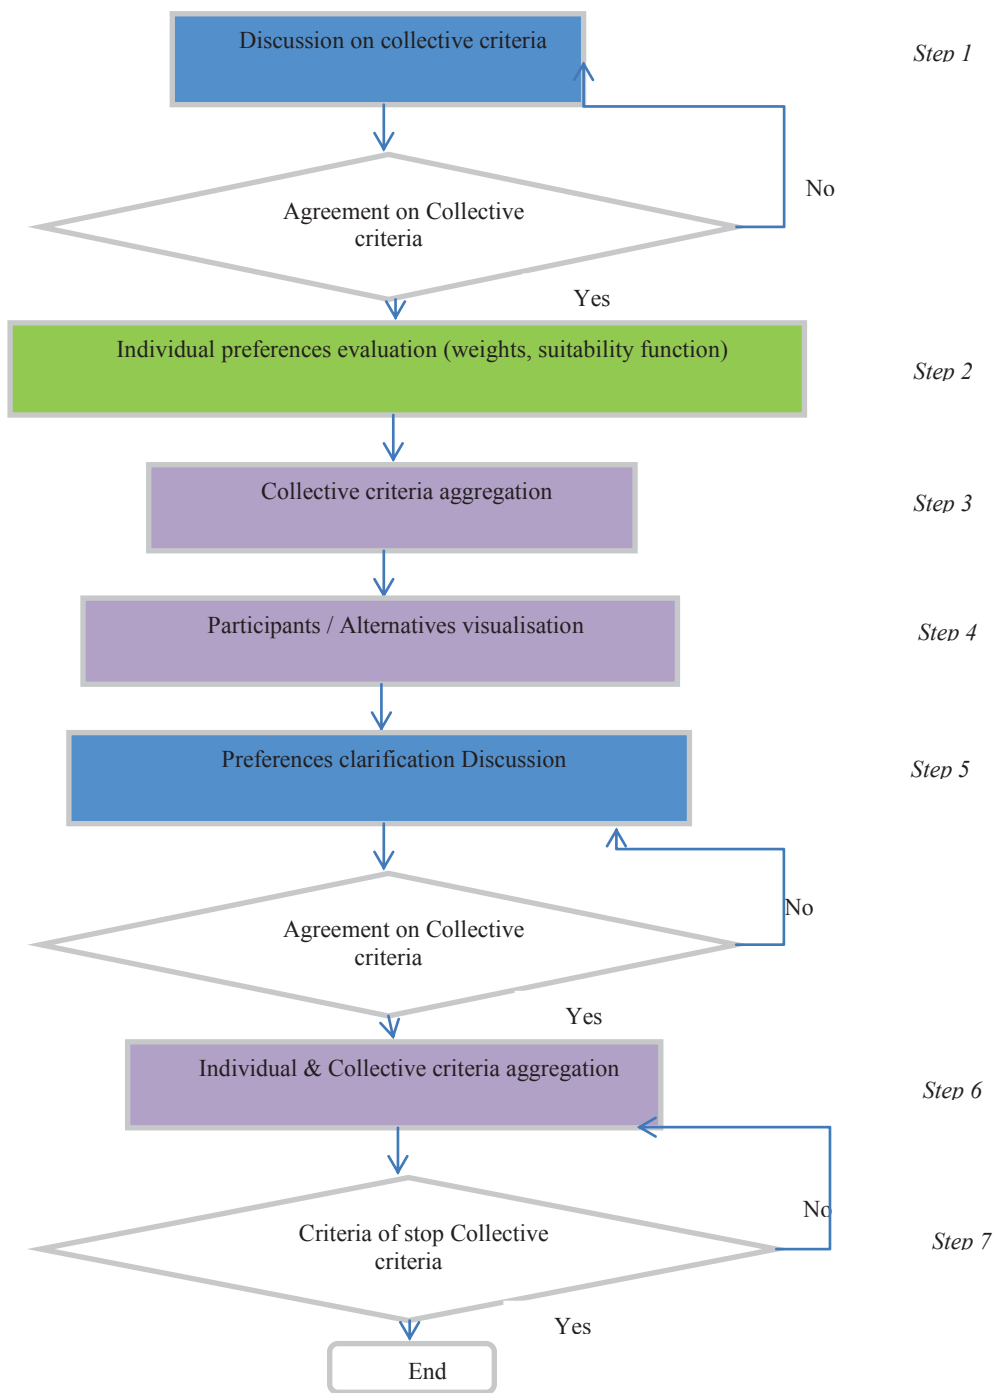 Discussion on collective criteria
Step 1
No
Agreement on Collective
criteria
Yes
Individual preferences evaluation (weights, suitability function)
Step 2
Collective criteria aggregation
Step 3
Participants / Alternatives visualisation
Step 4
Preferences clarification Discussion
Step 5
No
Agreement on Collective
criteria
Yes
Individual & Collective criteria aggregation
Step 6
No
Criteria of stop Collective
criteria
Step 7
Yes
End